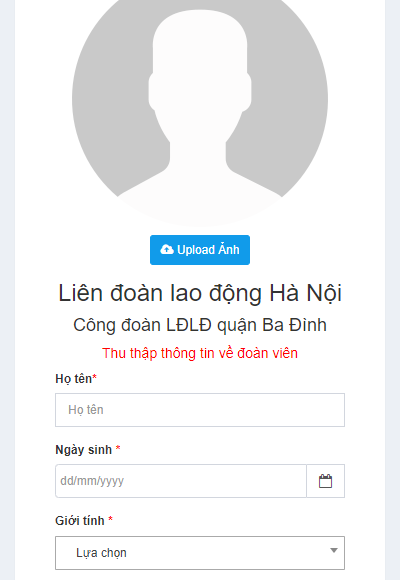 Upload Ảnh
Liên đoàn lao động Hà Nội
Công đoàn LĐLĐ quận Ba Đình
Thu thập thông tin về đoàn viên
Họ tên*
Họ tên
Ngày sinh *
dd/mm/yyyy
Giới tính *
Lựa chọn